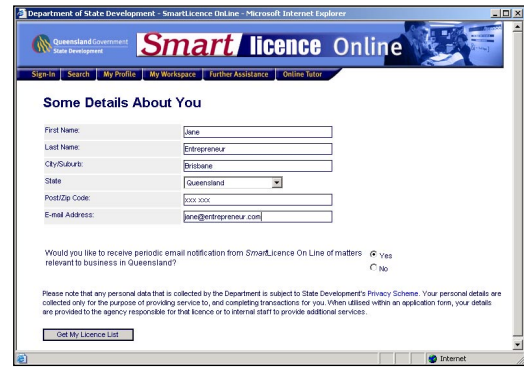 Department of State Development - SmartLicence OnLine - Microsoft Internet Explorer
Queensland Government
State Development
Smart licence Online
Sign-In Search My Profile My Workspace Further Assistance Online Tutor
Some Details About You
First Name: Jane
Last Name: Entrepreneur
City/Suburb: Brisbane
State Queensland
Post/Zip Code: xxx xxx
E-mail Address: jane@entrepreneur.com
Would you like to receive periodic email notification from SmartLicence On Line of matters
relevant to business in Queensland?
Yes
No
Please note that any personal data that is collected by the Department is subject to State Development's Privacy Scheme. Your personal details are
collected only for the purpose of providing service to, and completing transactions for you. When utilised within an application form, your details
are provided to the agency responsible for that licence or to internal staff to provide additional services.
Get My Licence List
Internet